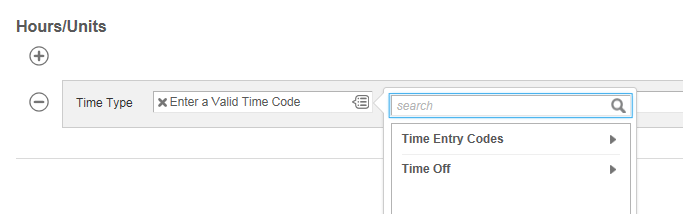 Hours/Units
Time Type
Enter a Valid Time Code
search
Time Entry Codes
Time Off